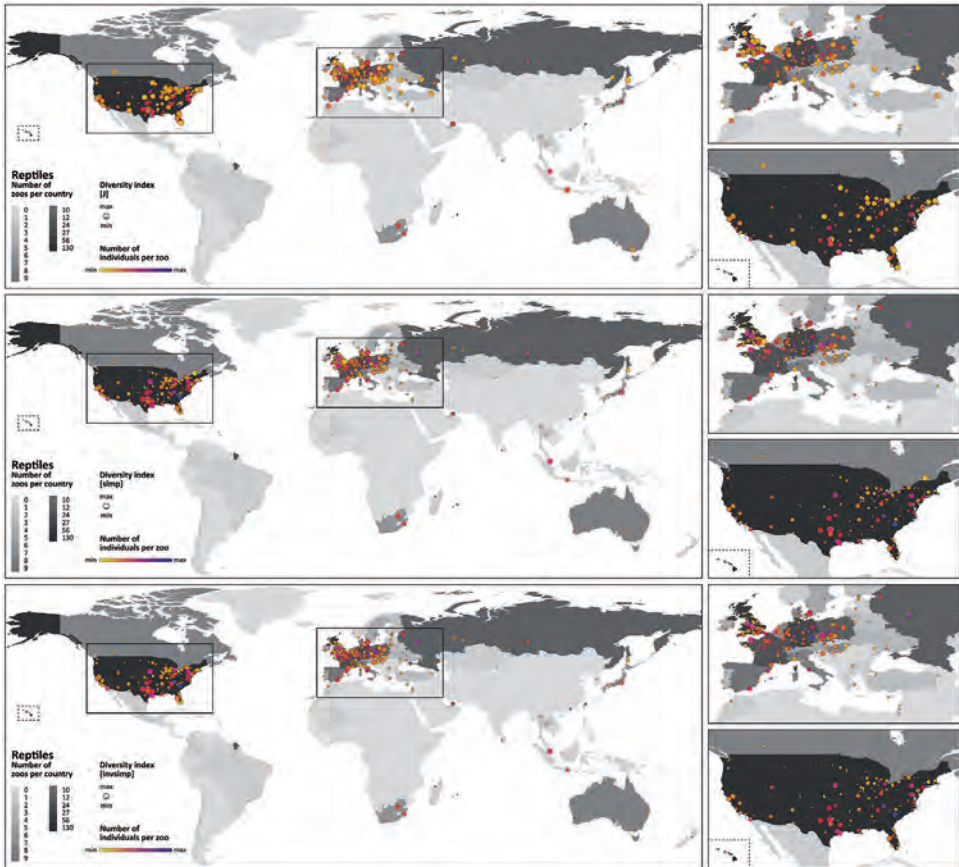 Reptiles
Number of
zoos per country
0
1
2
3
4
5
6
7
8
9
10
12
24
27
56
130
Diversity index
[J]
max
min
Number of
individuals per zoo
min
max
Reptiles
Number of
zoos per country
0
1
2
3
4
5
6
7
8
9
10
12
24
27
56
130
Diversity index
[simp]
max
min
Number of
individuals per zoo
min
max
Reptiles
Number of
zoos per country
0
1
2
3
4
5
6
7
8
9
10
12
24
27
56
130
Diversity index
[invsimp]
max
min
Number of
individuals per zoo
min
max